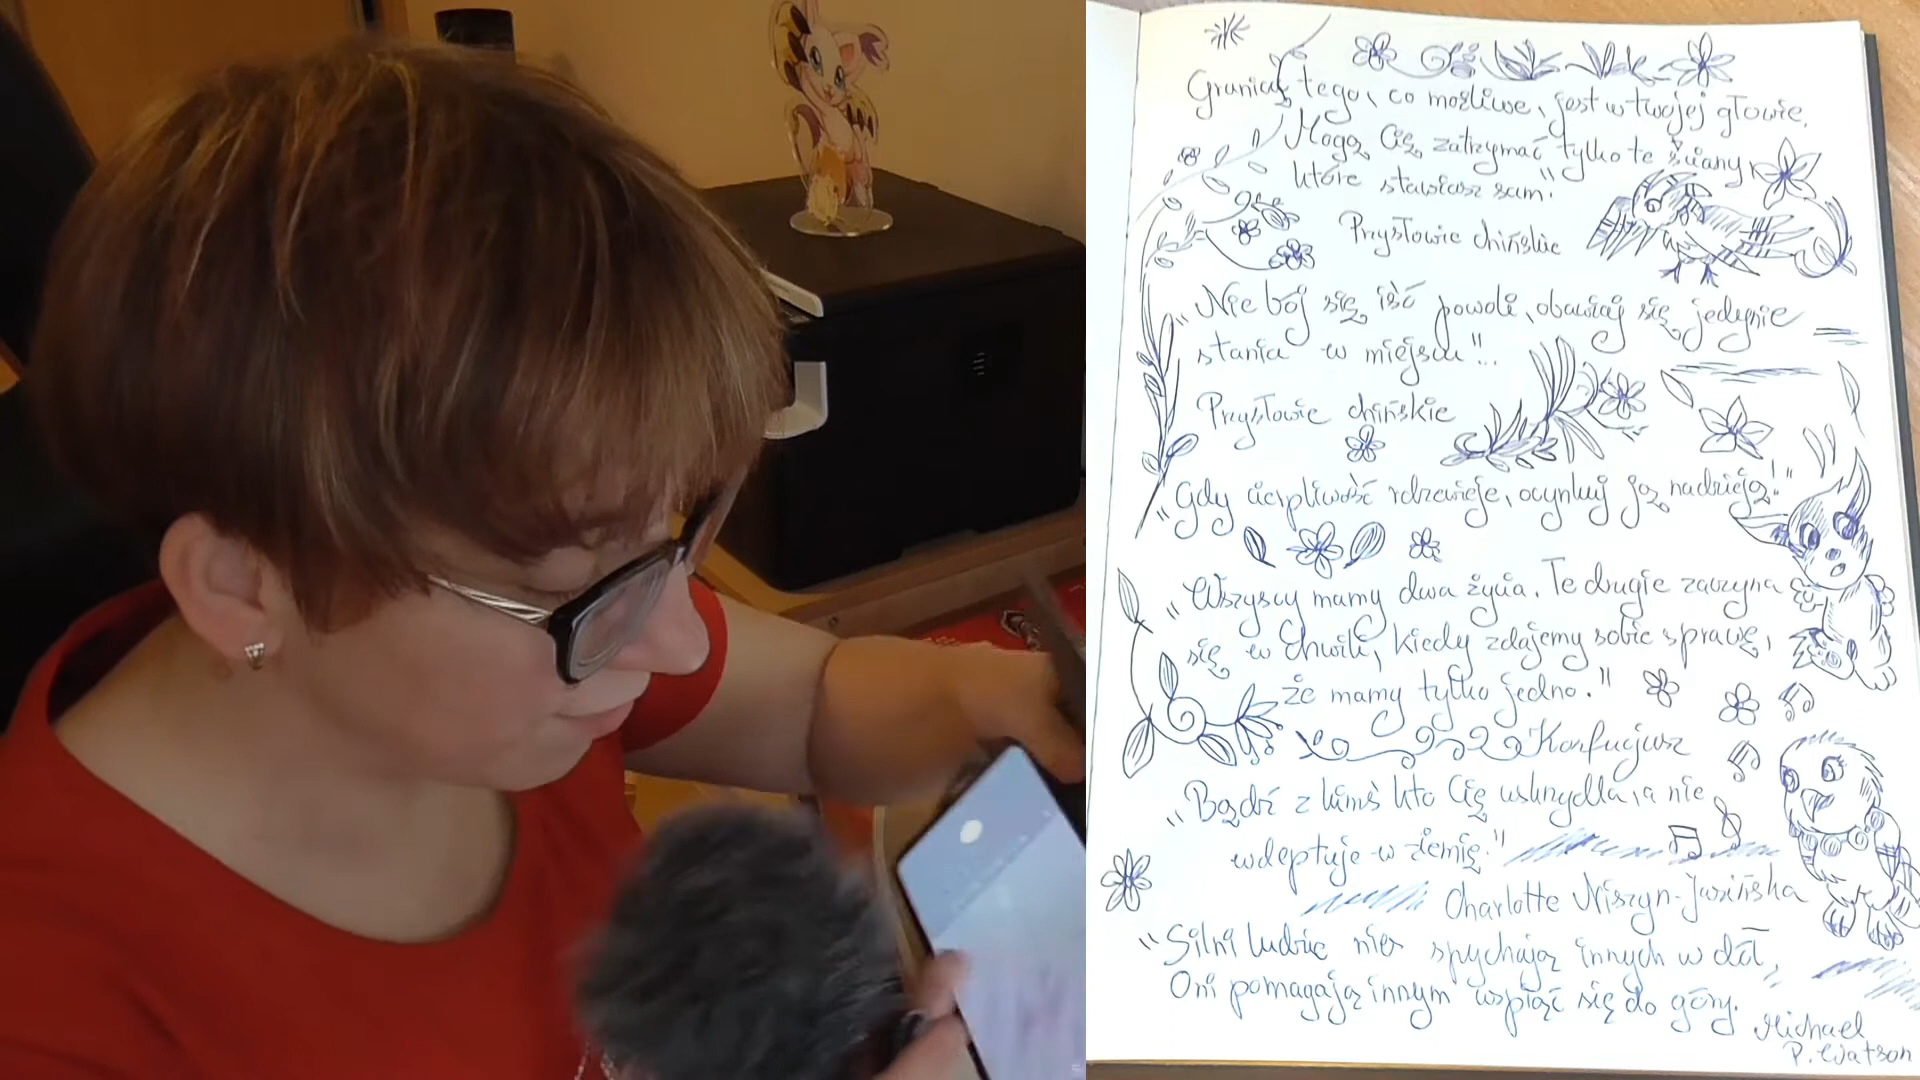 Granica tego, co możliwe, jest w twojej głowie.
Mogą Cię zatrzymać tylko te ściany,
które stawiasz sam."
Przysłowie chińskie
"Nie bój się iść powoli, obawiaj się jedynie
stania w miejscu"...
Przysłowie chińskie
"Gdy cierpliwość rdzewieje, ocynkuj ją nadzieją!"
"Wszyscy mamy dwa życia. Te drugie zaczyna
się w chwili, kiedy zdajemy sobie sprawę,
że mamy tylko jedno."
Konfucjusz
"Bądź z kimś kto Cię uskrzydla, a nie
wdeptuje w ziemię."
Charlotte Niszyn-Jasińska
"Silni ludzie nie spychają innych w dół,
Oni pomagają innym wspiąć się do góry.
Michael
P. Watson